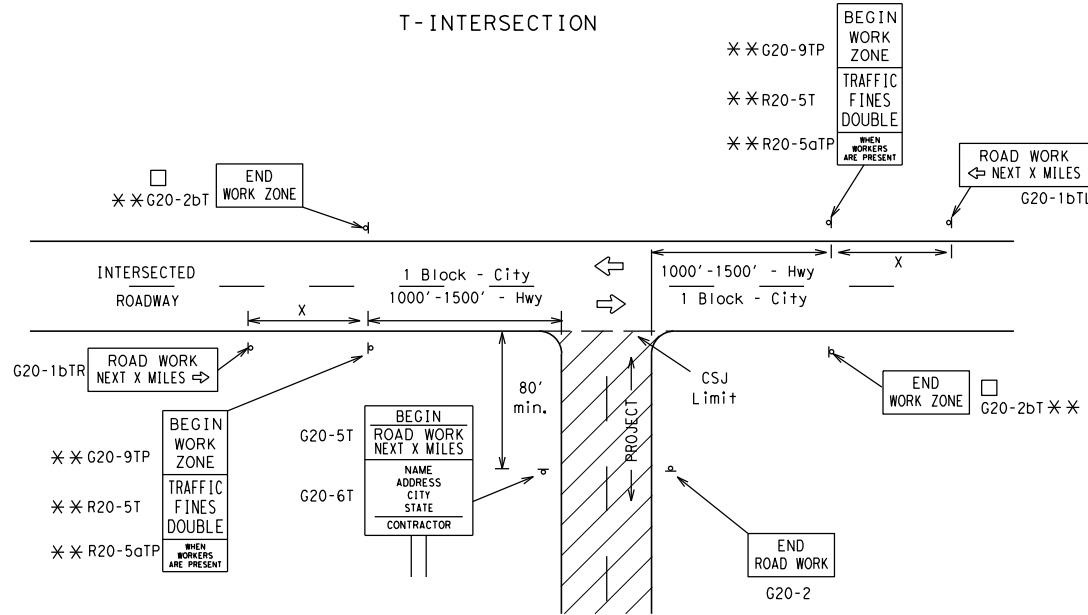 T-INTERSECTION
✳✳G20-9TP
BEGIN
WORK
ZONE
✳✳R20-5T
TRAFFIC
FINES
DOUBLE
✳✳R20-5aTP
WHEN
WORKERS
ARE PRESENT
ROAD WORK
⇦ NEXT X MILES
G20-1bTL
□
✳✳G20-2bT
END
WORK ZONE
INTERSECTED
ROADWAY
1 Block - City
1000'-1500' - Hwy
X
⇦
⇨
1000'-1500' - Hwy
1 Block - City
X
G20-1bTR
ROAD WORK
NEXT X MILES ⇨
80'
min.
CSJ
Limit
PROJECT
END
WORK ZONE
□
G20-2bT ✳✳
✳✳G20-9TP
BEGIN
WORK
ZONE
✳✳R20-5T
TRAFFIC
FINES
DOUBLE
✳✳R20-5aTP
WHEN
WORKERS
ARE PRESENT
G20-5T
BEGIN
ROAD WORK
NEXT X MILES
G20-6T
NAME
ADDRESS
CITY
STATE
CONTRACTOR
END
ROAD WORK
G20-2